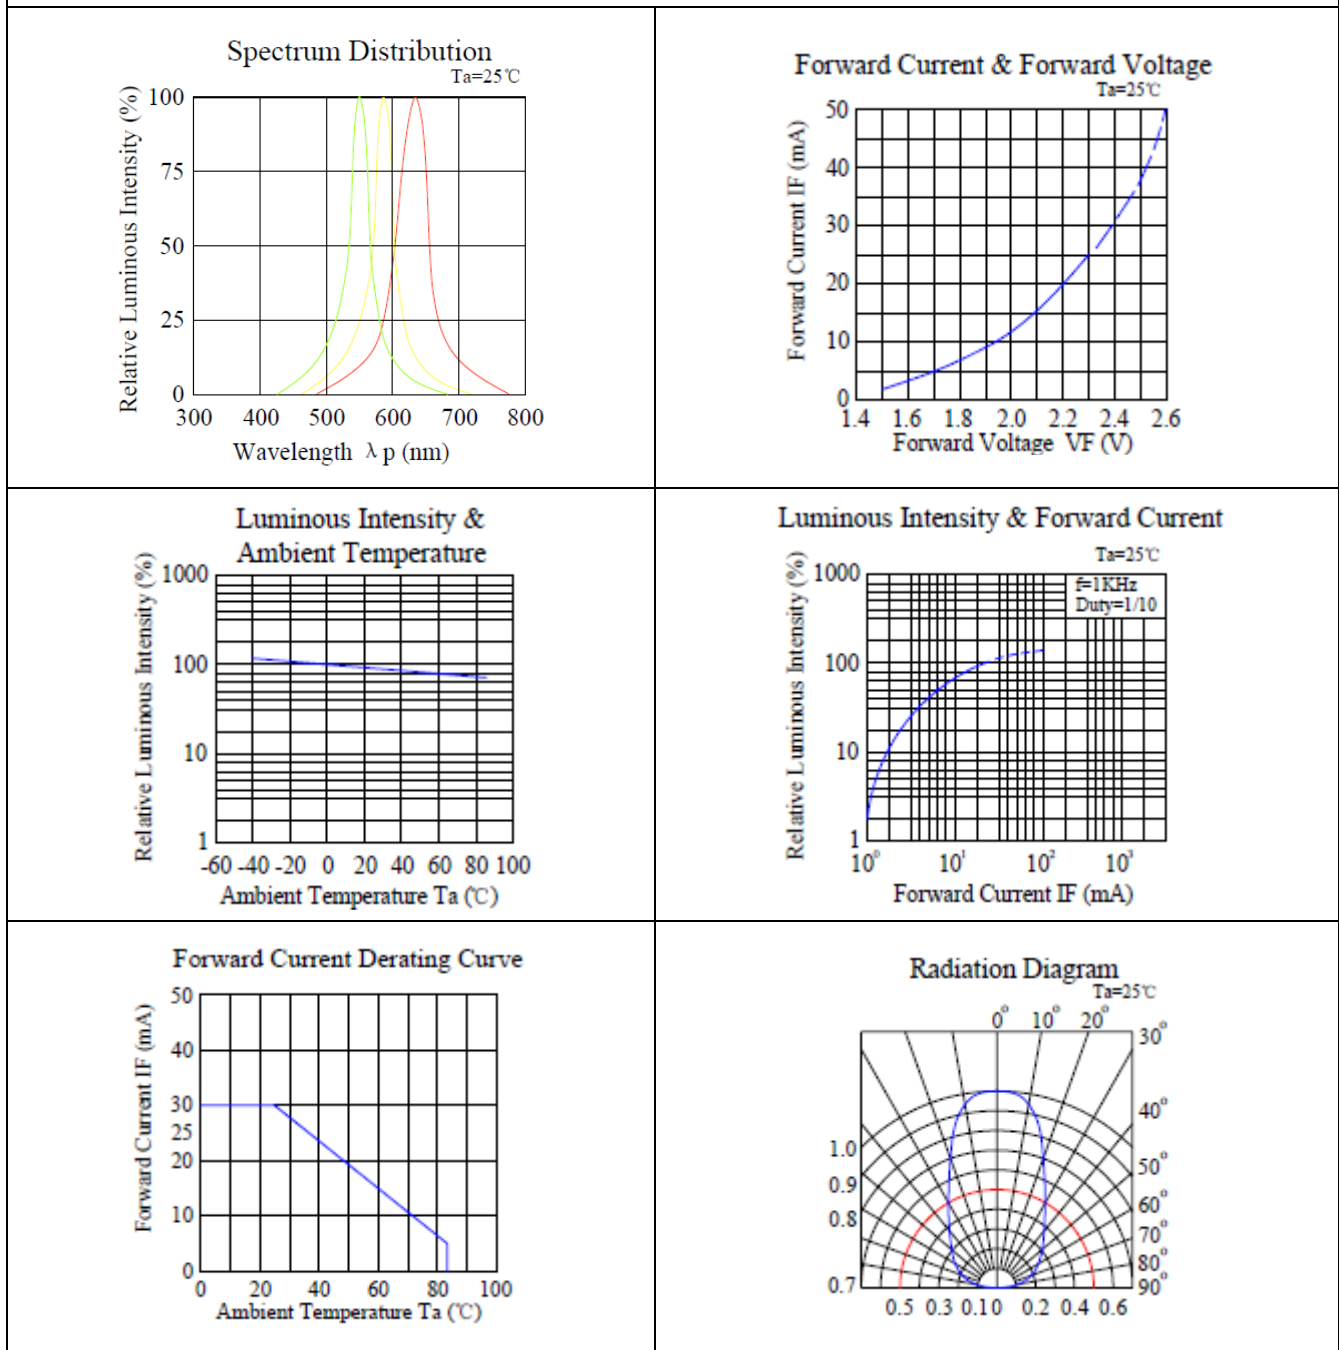 Spectrum Distribution
Ta=25℃
Relative Luminous Intensity (%)
100
75
50
25
0
300 400 500 600 700 800
Wavelength λ p (nm)
Forward Current & Forward Voltage
Ta=25℃
Forward Current IF (mA)
50
40
30
20
10
0
1.4 1.6 1.8 2.0 2.2 2.4 2.6
Forward Voltage VF (V)
Luminous Intensity &
Ambient Temperature
Relative Luminous Intensity (%)
1000
100
10
1
-60 -40 -20 0 20 40 60 80 100
Ambient Temperature Ta (℃)
Luminous Intensity & Forward Current
Ta=25℃
f=1KHz
Duty=1/10
Relative Luminous Intensity (%)
1000
100
10
1
10⁰ 10¹ 10² 10³
Forward Current IF (mA)
Forward Current Derating Curve
Forward Current IF (mA)
50
40
30
25
20
10
0
0 20 40 60 80 100
Ambient Temperature Ta (℃)
Radiation Diagram
Ta=25℃
0° 10° 20°
30°
40°
50°
60°
70°
80°
90°
1.0
0.9
0.8
0.7
0.5 0.3 0.1 0 0.2 0.4 0.6